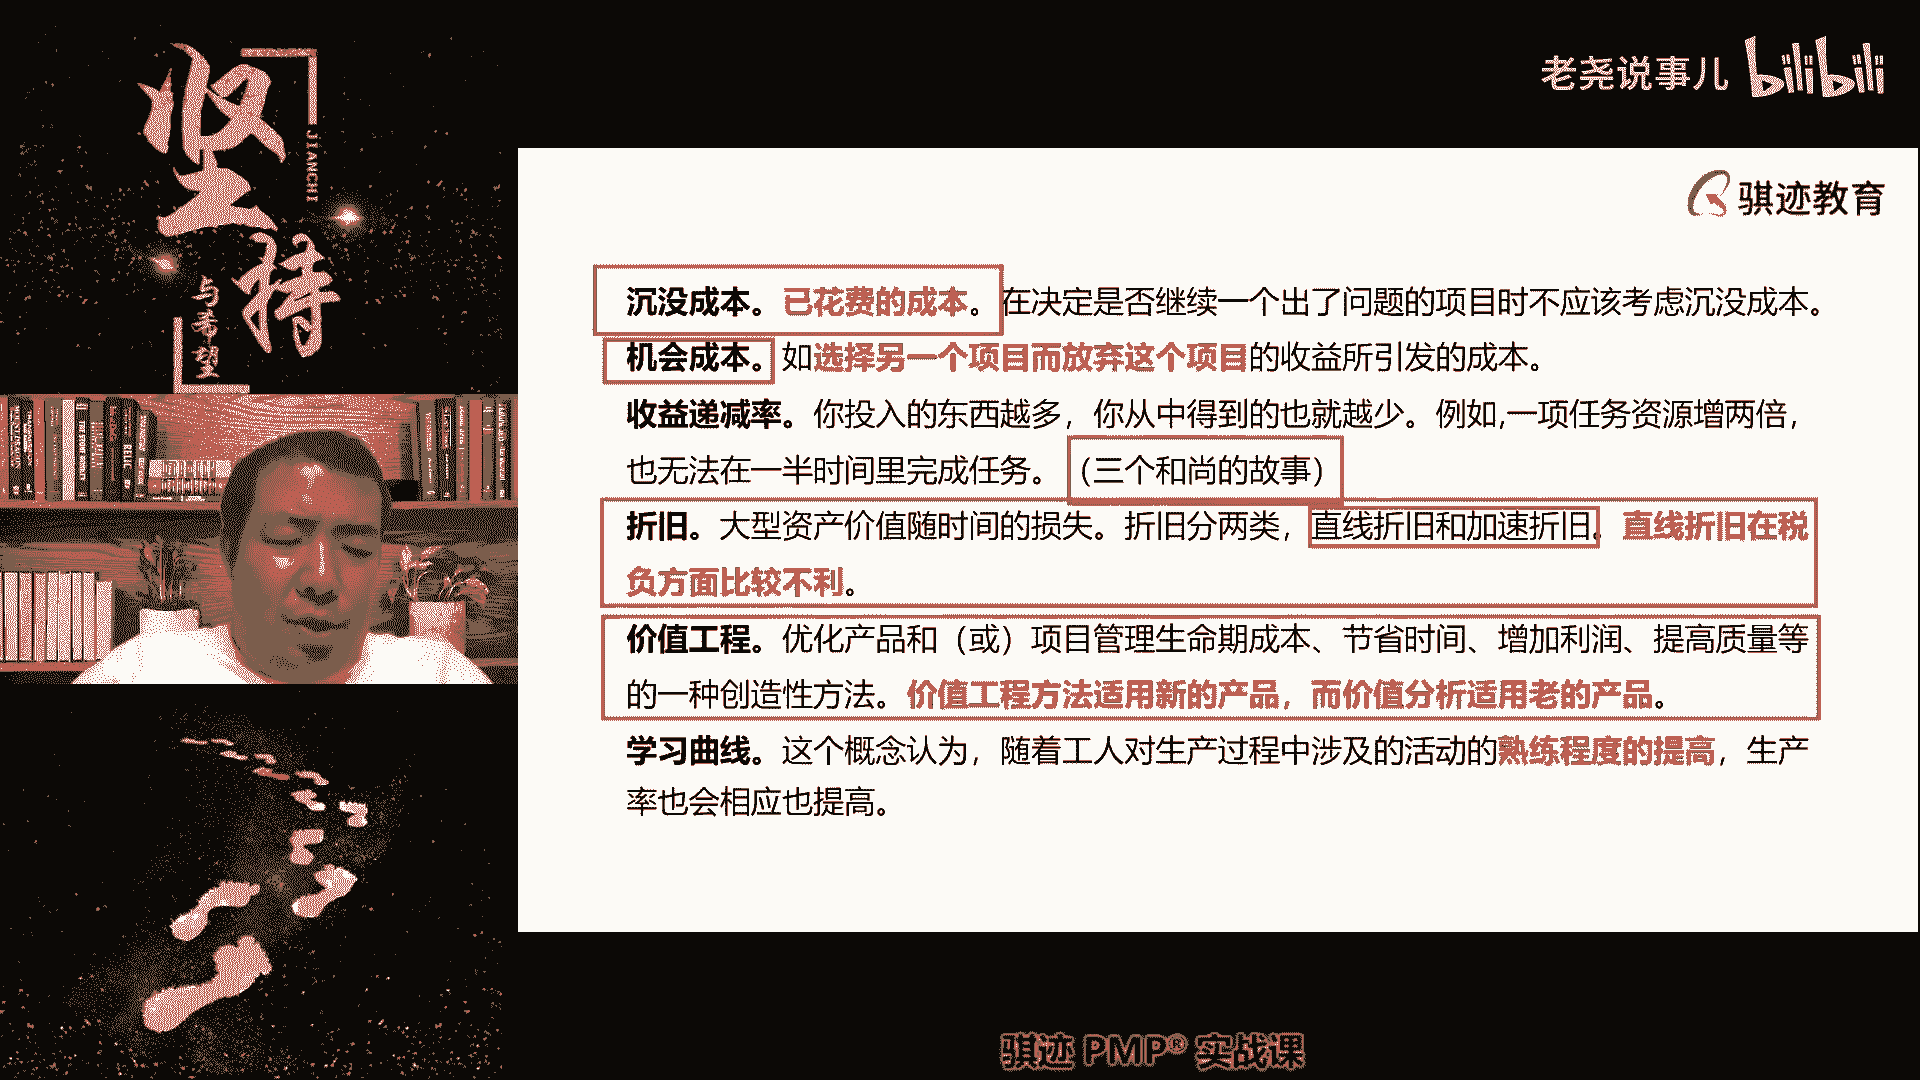 坚持
JIANCHI
与希望
老尧说事儿 bilibili
骐迹教育
沉没成本。已花费的成本。在决定是否继续一个出了问题的项目时不应该考虑沉没成本。
机会成本。如选择另一个项目而放弃这个项目的收益所引发的成本。
收益递减率。你投入的东西越多，你从中得到的也就越少。例如,一项任务资源增两倍，
也无法在一半时间里完成任务。（三个和尚的故事）
折旧。大型资产价值随时间的损失。折旧分两类，直线折旧和加速折旧。直线折旧在税
负方面比较不利。
价值工程。优化产品和（或）项目管理生命期成本、节省时间、增加利润、提高质量等
的一种创造性方法。价值工程方法适用新的产品，而价值分析适用老的产品。
学习曲线。这个概念认为，随着工人对生产过程中涉及的活动的熟练程度的提高，生产
率也会相应也提高。
骐迹 PMP® 实战课